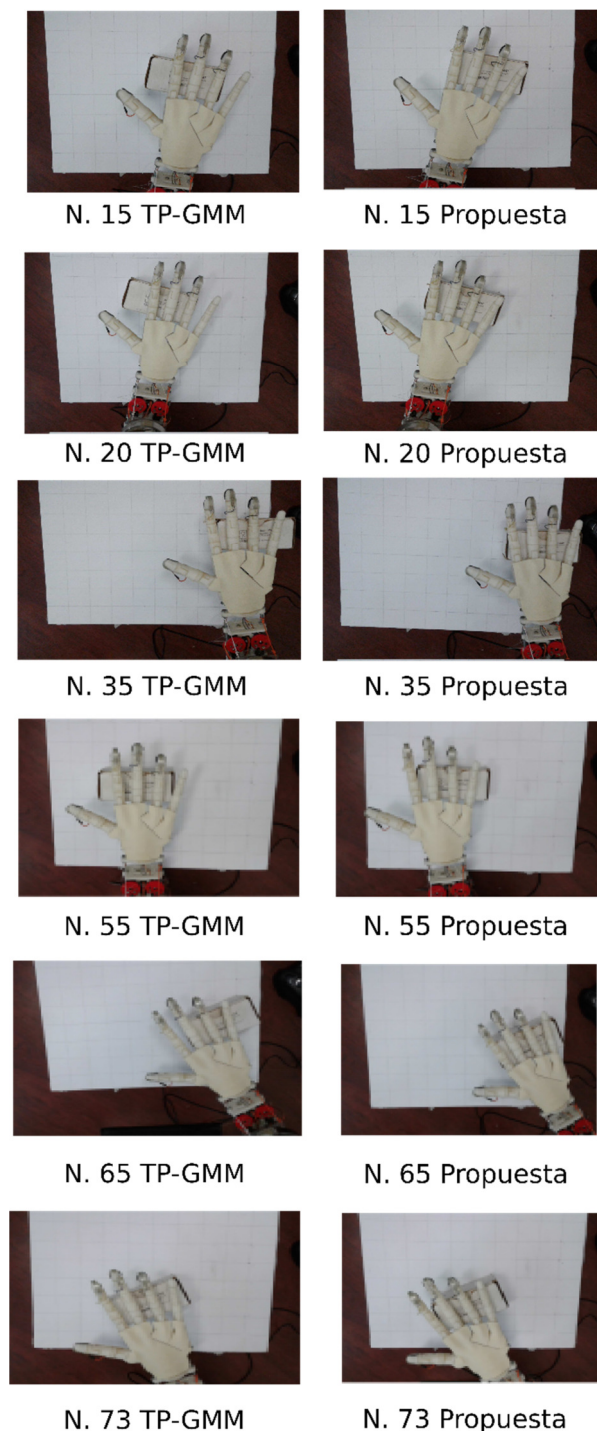 N. 15 TP-GMM
N. 15 Propuesta
N. 20 TP-GMM
N. 20 Propuesta
N. 35 TP-GMM
N. 35 Propuesta
N. 55 TP-GMM
N. 55 Propuesta
N. 65 TP-GMM
N. 65 Propuesta
N. 73 TP-GMM
N. 73 Propuesta